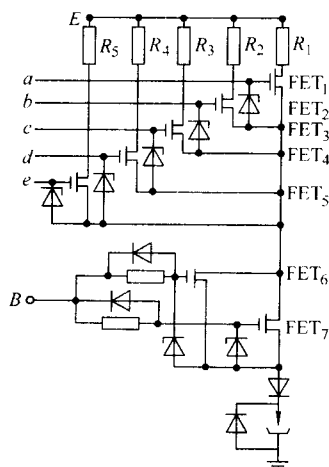 E
R₅ R₄ R₃ R₂ R₁
a
FET₁
b
FET₂
c
FET₃
d
FET₄
e
FET₅
FET₆
B
FET₇